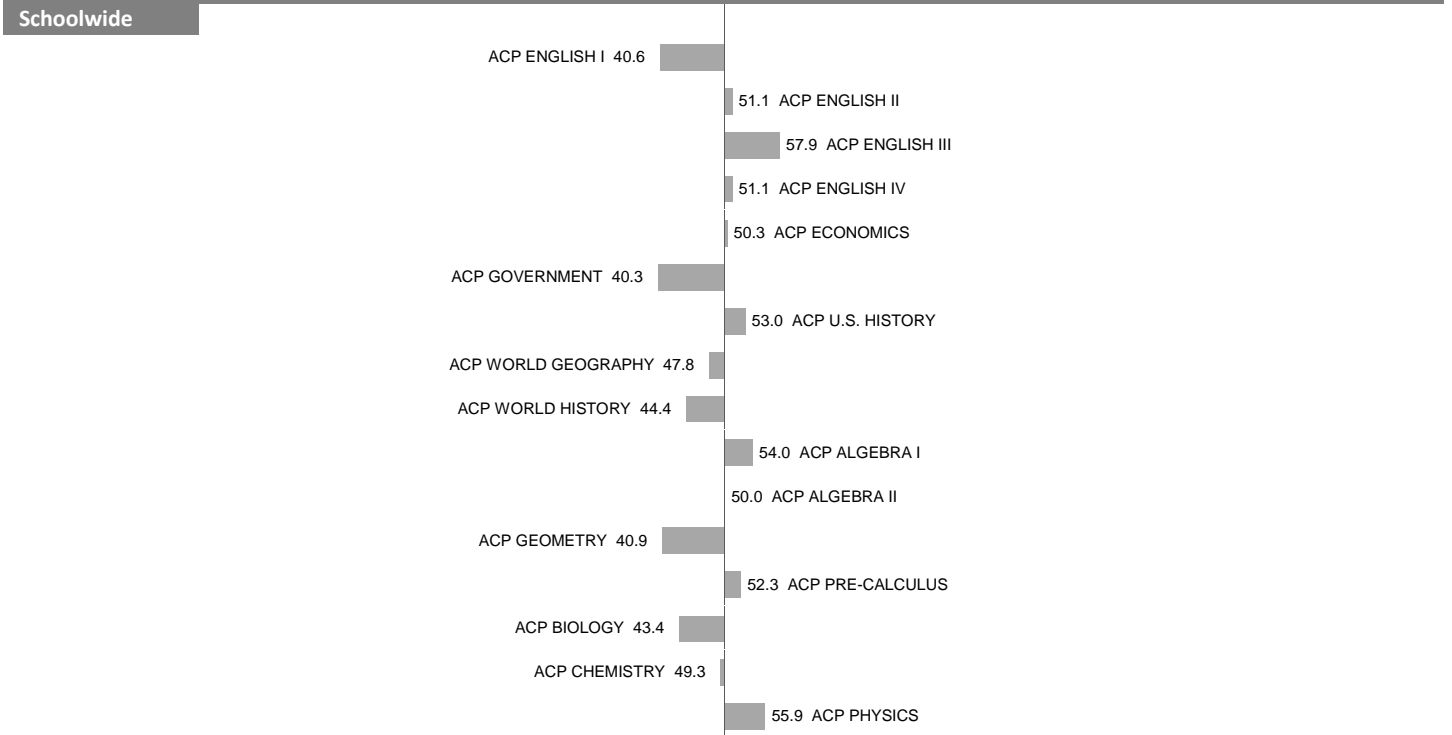 Schoolwide
ACP ENGLISH I 40.6
51.1 ACP ENGLISH II
57.9 ACP ENGLISH III
51.1 ACP ENGLISH IV
50.3 ACP ECONOMICS
ACP GOVERNMENT 40.3
53.0 ACP U.S. HISTORY
ACP WORLD GEOGRAPHY 47.8
ACP WORLD HISTORY 44.4
54.0 ACP ALGEBRA I
50.0 ACP ALGEBRA II
ACP GEOMETRY 40.9
52.3 ACP PRE-CALCULUS
ACP BIOLOGY 43.4
ACP CHEMISTRY 49.3
55.9 ACP PHYSICS